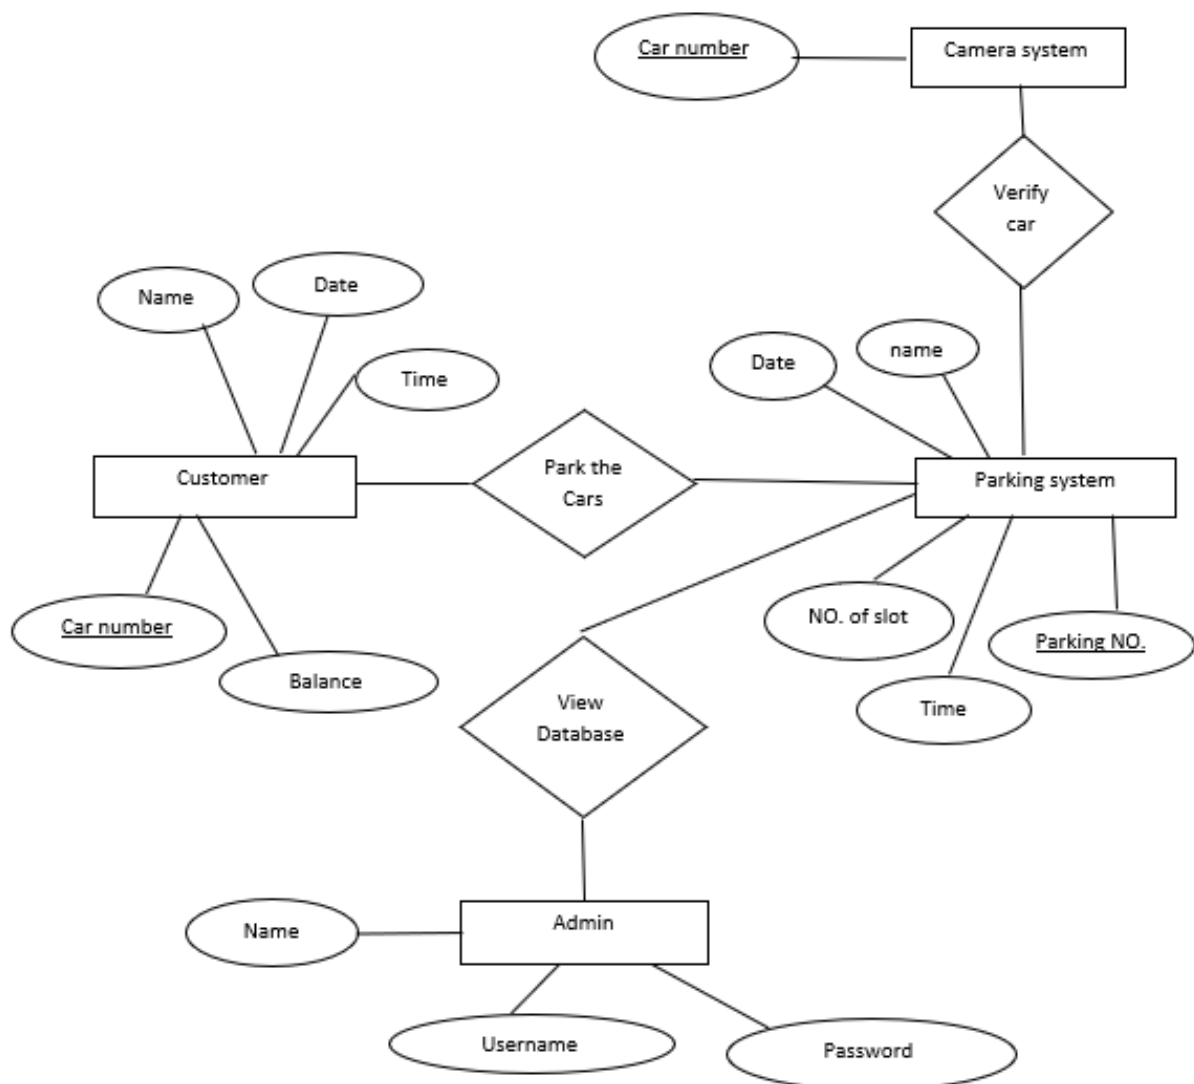 Car number
Camera system
Verify
car
Name
Date
Time
Date
name
Customer
Park the
Cars
Parking system
Car number
Balance
NO. of slot
Parking NO.
Time
View
Database
Name
Admin
Username
Password